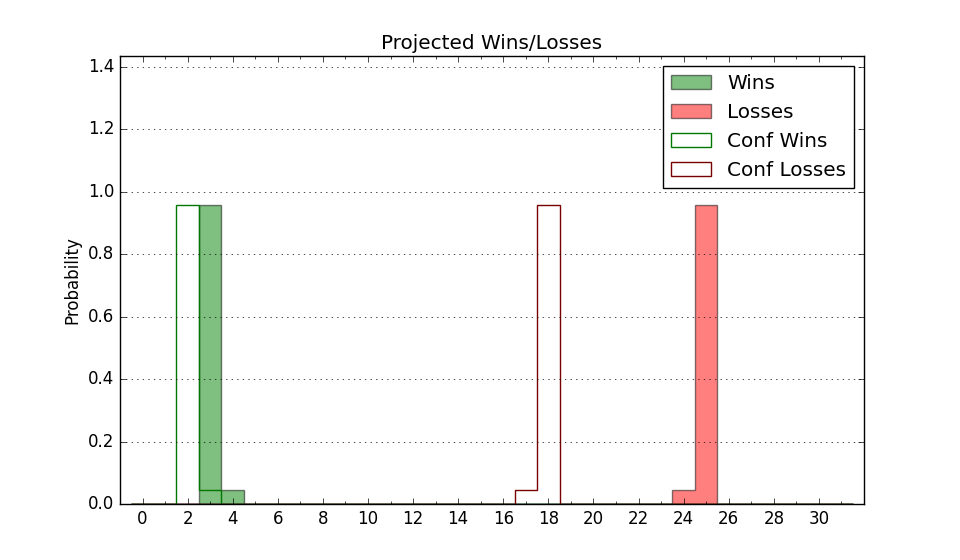 Projected Wins/Losses
1.4
1.2
1.0
0.8
0.6
0.4
0.2
0.0
Probability
Wins
Losses
Conf Wins
Conf Losses
0 2 4 6 8 10 12 14 16 18 20 22 24 26 28 30